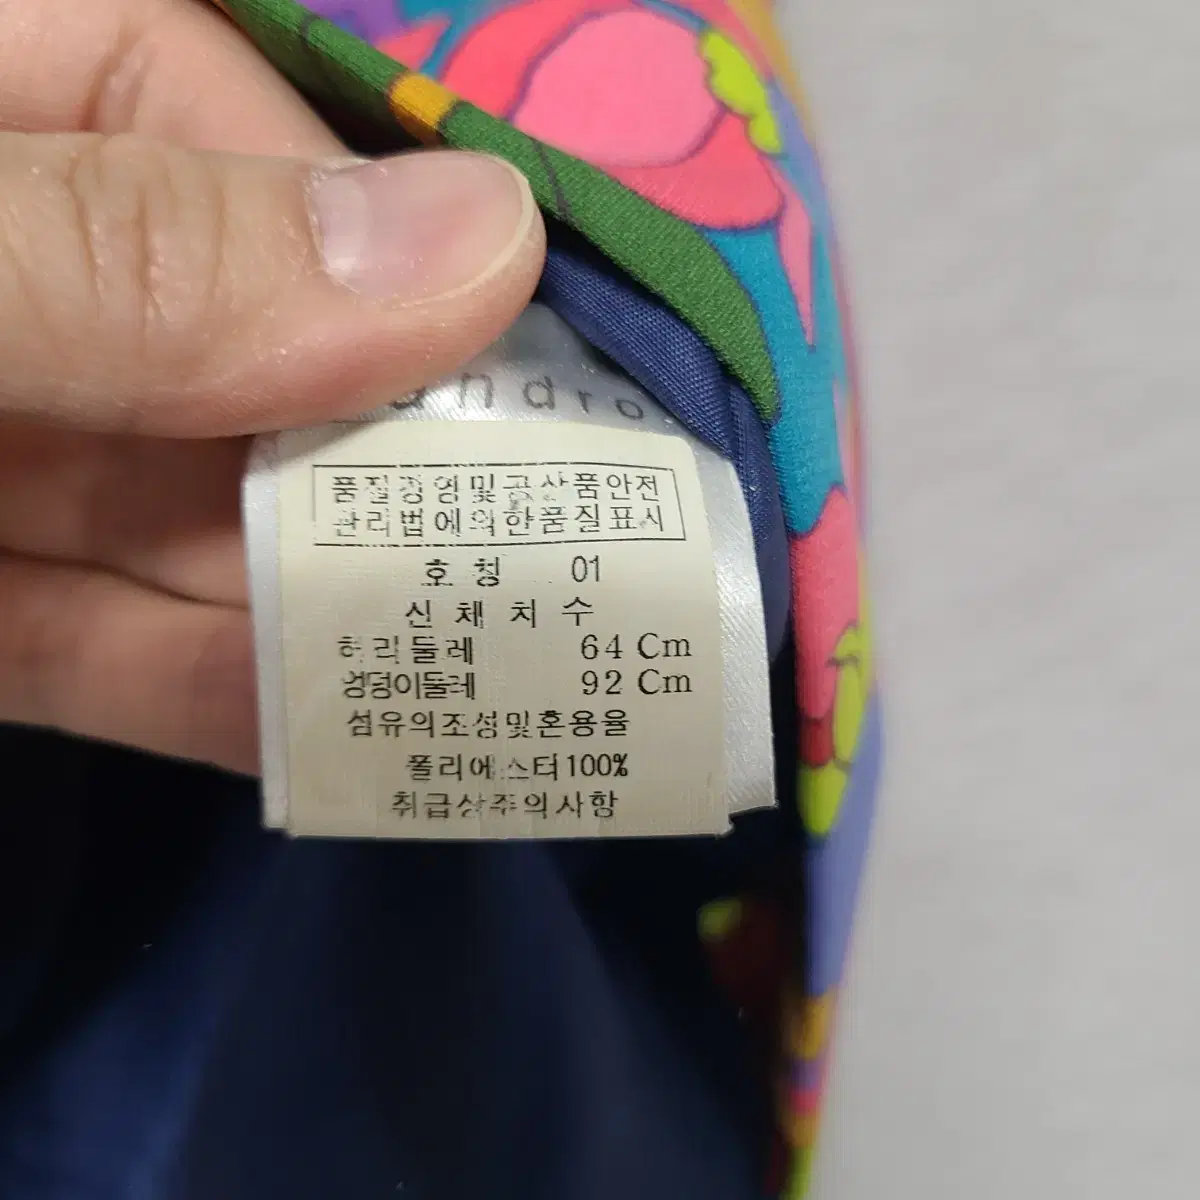 andro
품질경영및공산품안전
관리법에의한품질표시
호칭 01
신체치수
허리둘레 64 Cm
엉덩이둘레 92 Cm
섬유의조성및혼용율
폴리에스터100%
취급상주의사항